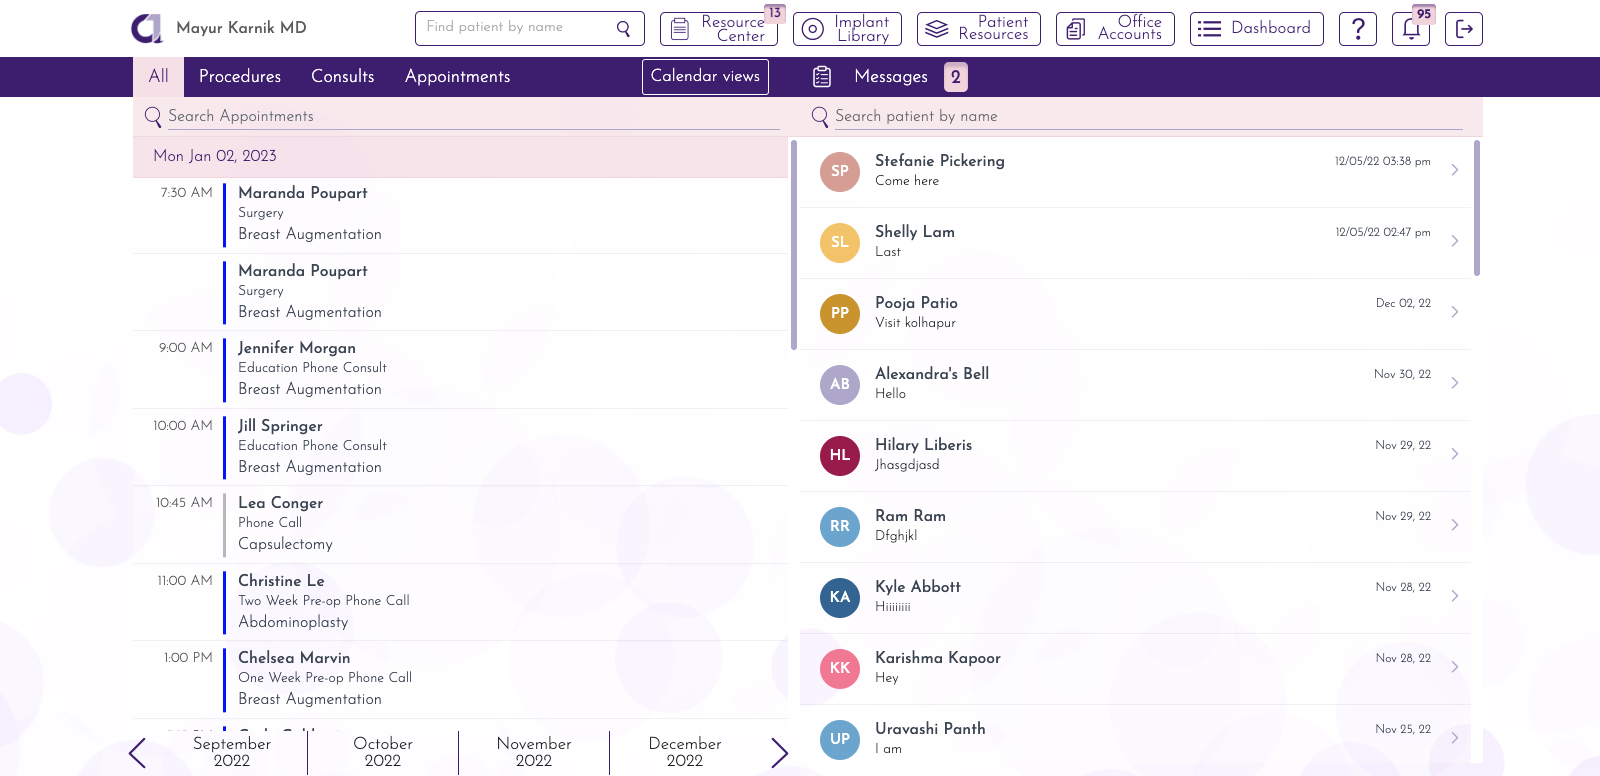 Mayur Karnik MD
Find patient by name
Resource Center
13
Implant Library
Patient Resources
Office Accounts
Dashboard
?
95
All
Procedures
Consults
Appointments
Calendar views
Messages
2
Search Appointments
Search patient by name
Mon Jan 02, 2023
7:30 AM
Maranda Poupart
Surgery
Breast Augmentation
Maranda Poupart
Surgery
Breast Augmentation
9:00 AM
Jennifer Morgan
Education Phone Consult
Breast Augmentation
10:00 AM
Jill Springer
Education Phone Consult
Breast Augmentation
10:45 AM
Lea Conger
Phone Call
Capsulectomy
11:00 AM
Christine Le
Two Week Pre-op Phone Call
Abdominoplasty
1:00 PM
Chelsea Marvin
One Week Pre-op Phone Call
Breast Augmentation
September 2022
October 2022
November 2022
December 2022
SP
Stefanie Pickering
12/05/22 03:38 pm
Come here
SL
Shelly Lam
12/05/22 02:47 pm
Last
PP
Pooja Patio
Dec 02, 22
Visit kolhapur
AB
Alexandra's Bell
Nov 30, 22
Hello
HL
Hilary Liberis
Nov 29, 22
Jhasgdjasd
RR
Ram Ram
Nov 29, 22
Dfghjkl
KA
Kyle Abbott
Nov 28, 22
Hiiiiiiii
KK
Karishma Kapoor
Nov 28, 22
Hey
UP
Uravashi Panth
Nov 25, 22
I am